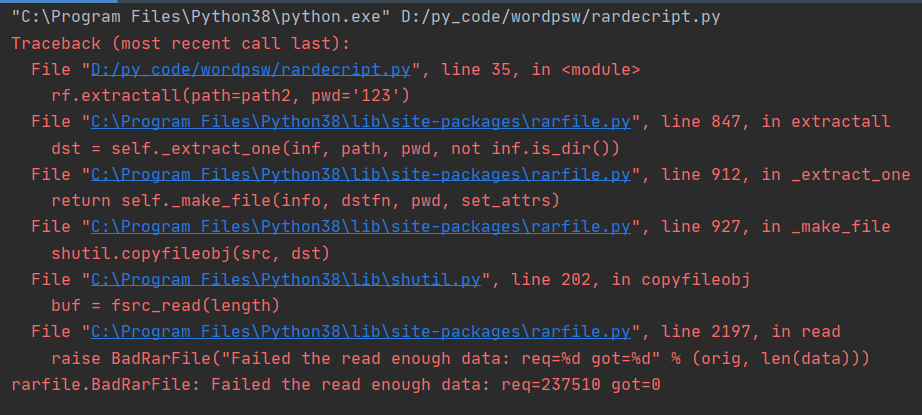 "C:\Program Files\Python38\python.exe" D:/py_code/wordpsw/rardecript.py
Traceback (most recent call last):
  File "D:/py_code/wordpsw/rardecript.py", line 35, in <module>
    rf.extractall(path=path2, pwd='123')
  File "C:\Program Files\Python38\lib\site-packages\rarfile.py", line 847, in extractall
    dst = self._extract_one(inf, path, pwd, not inf.is_dir())
  File "C:\Program Files\Python38\lib\site-packages\rarfile.py", line 912, in _extract_one
    return self._make_file(info, dstfn, pwd, set_attrs)
  File "C:\Program Files\Python38\lib\site-packages\rarfile.py", line 927, in _make_file
    shutil.copyfileobj(src, dst)
  File "C:\Program Files\Python38\lib\shutil.py", line 202, in copyfileobj
    buf = fsrc_read(length)
  File "C:\Program Files\Python38\lib\site-packages\rarfile.py", line 2197, in read
    raise BadRarFile("Failed the read enough data: req=%d got=%d" % (orig, len(data)))
rarfile.BadRarFile: Failed the read enough data: req=237510 got=0